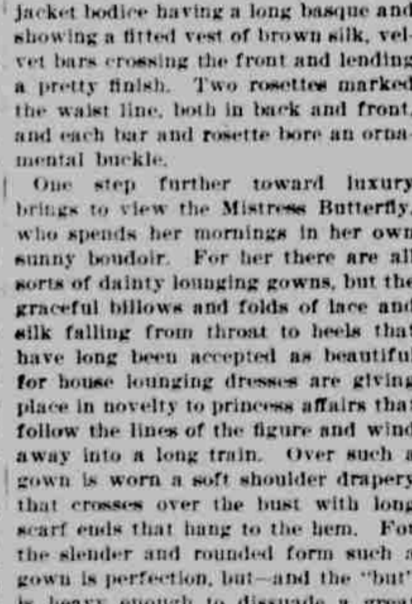 jacket bodice having a long basque and
showing a fitted vest of brown silk, vel-
vet bars crossing the front and lending
a pretty finish. Two rosettes marked
the waist line, both in back and front,
and each bar and rosette bore an orna-
mental buckle.
One step further toward luxury
brings to view the Mistress Butterfly,
who spends her mornings in her own
sunny boudoir. For her there are all
sorts of dainty lounging gowns, but the
graceful billows and folds of lace and
silk falling from throat to heels that
have long been accepted as beautiful
for house lounging dresses are giving
place in novelty to princess affairs that
follow the lines of the figure and wind
away into a long train. Over such a
gown is worn a soft shoulder drapery
that crosses over the bust with long
scarf ends that hang to the hem. For
the slender and rounded form such a
gown is perfection, but—and the "but"
is heavy enough to dissuade a great